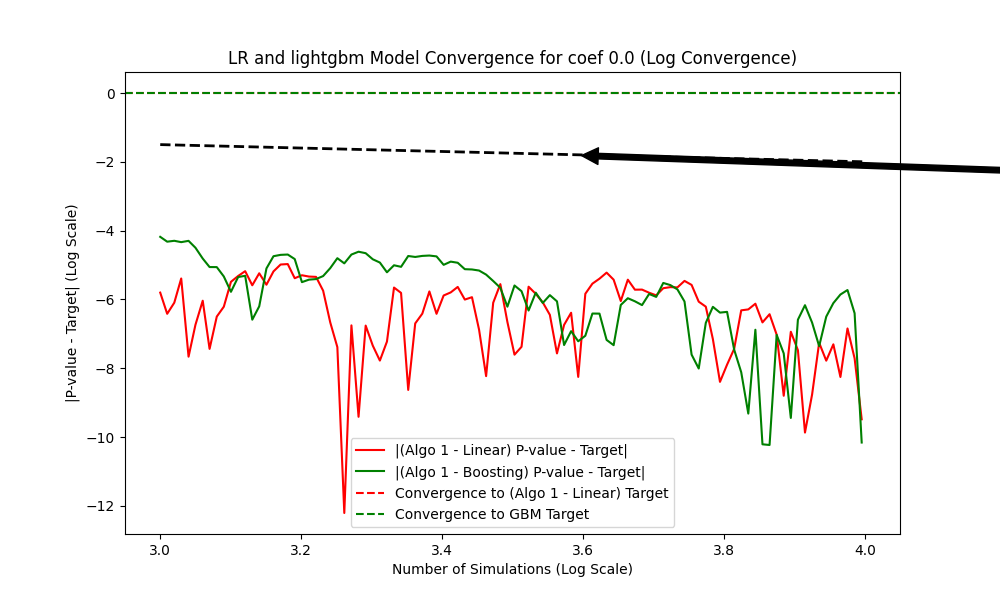 LR and lightgbm Model Convergence for coef 0.0 (Log Convergence)
|P-value - Target| (Log Scale)
0
−2
−4
−6
−8
−10
−12
|(Algo 1 - Linear) P-value - Target|
|(Algo 1 - Boosting) P-value - Target|
Convergence to (Algo 1 - Linear) Target
Convergence to GBM Target
3.0 3.2 3.4 3.6 3.8 4.0
Number of Simulations (Log Scale)